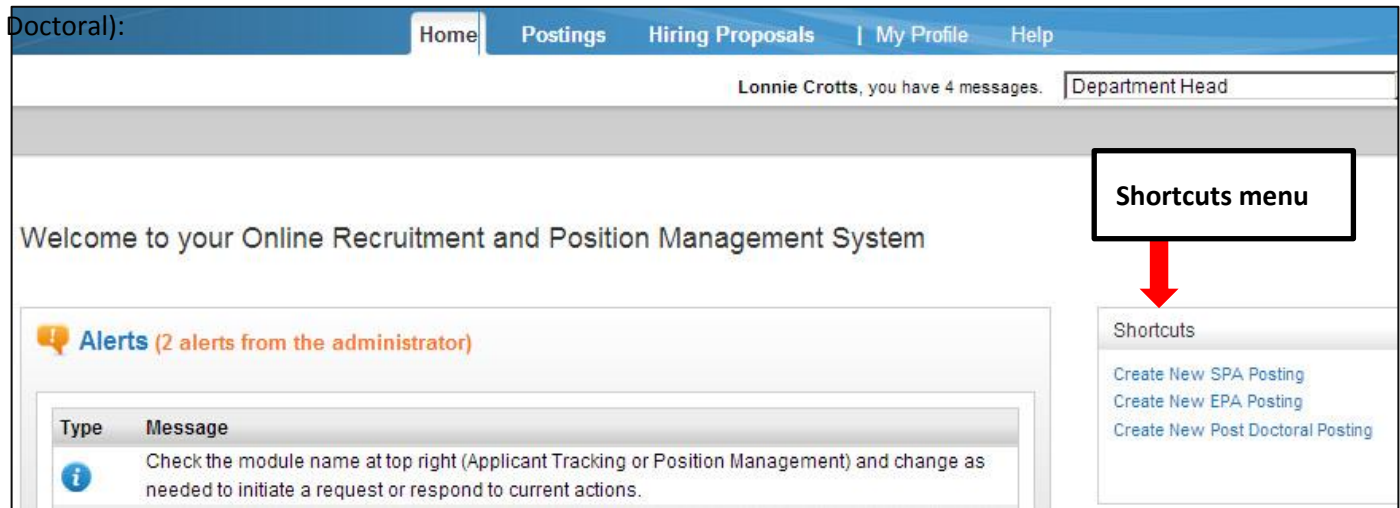 Doctoral):
Home Postings Hiring Proposals | My Profile Help
Lonnie Crotts, you have 4 messages. Department Head
Shortcuts menu
Welcome to your Online Recruitment and Position Management System
Alerts (2 alerts from the administrator)
Type Message
Check the module name at top right (Applicant Tracking or Position Management) and change as
needed to initiate a request or respond to current actions.
Shortcuts
Create New SPA Posting
Create New EPA Posting
Create New Post Doctoral Posting